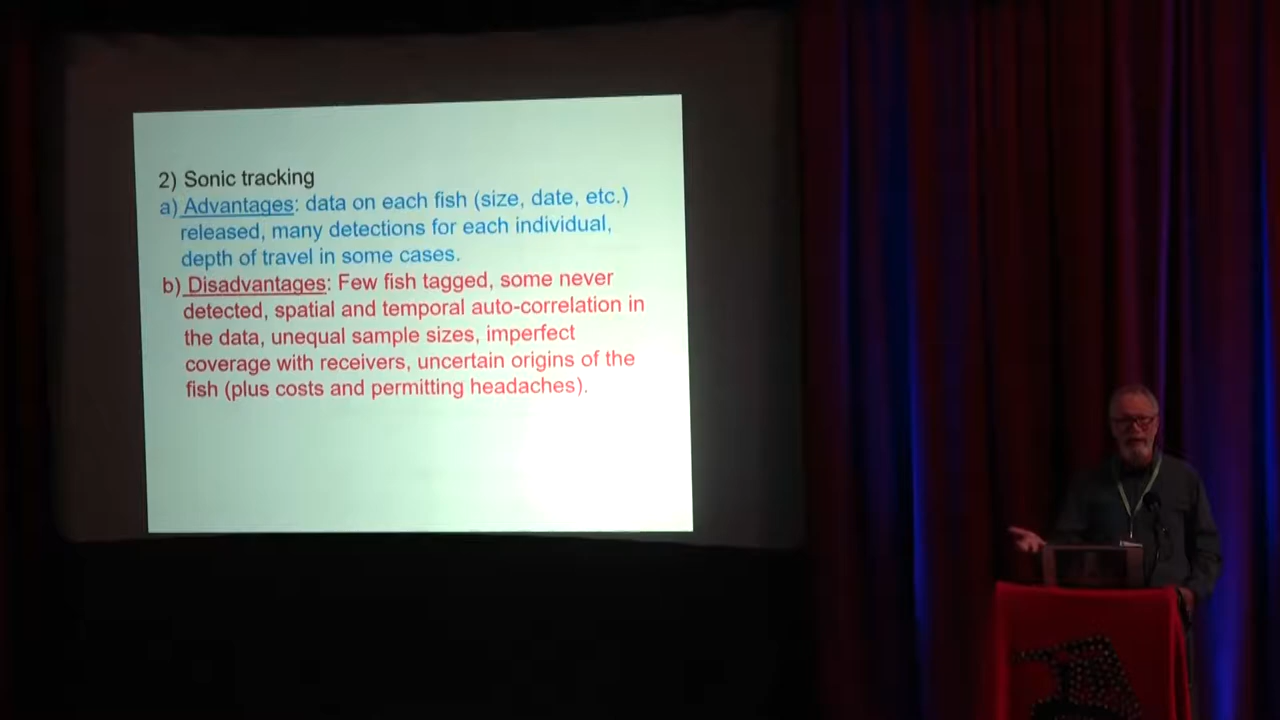 2) Sonic tracking
a) Advantages: data on each fish (size, date, etc.)
released, many detections for each individual,
depth of travel in some cases.
b) Disadvantages: Few fish tagged, some never
detected, spatial and temporal auto-correlation in
the data, unequal sample sizes, imperfect
coverage with receivers, uncertain origins of the
fish (plus costs and permitting headaches).